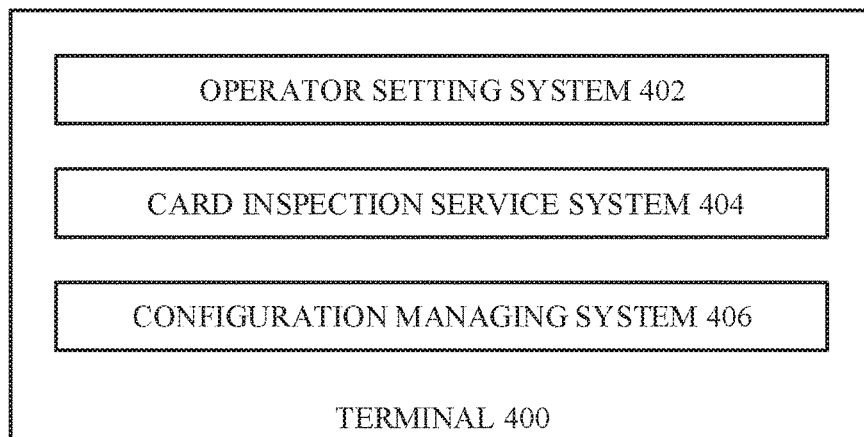 OPERATOR SETTING SYSTEM 402
CARD INSPECTION SERVICE SYSTEM 404
CONFIGURATION MANAGING SYSTEM 406
TERMINAL 400